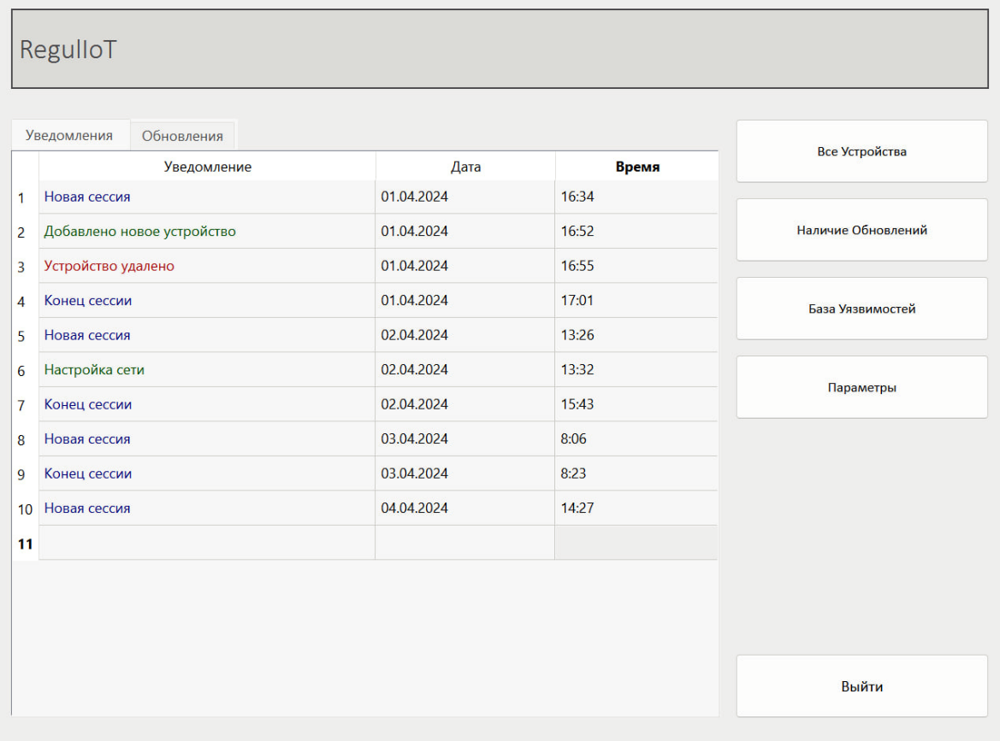 RegulIoT
Уведомления Обновления
Уведомление Дата Время
1 Новая сессия 01.04.2024 16:34
2 Добавлено новое устройство 01.04.2024 16:52
3 Устройство удалено 01.04.2024 16:55
4 Конец сессии 01.04.2024 17:01
5 Новая сессия 02.04.2024 13:26
6 Настройка сети 02.04.2024 13:32
7 Конец сессии 02.04.2024 15:43
8 Новая сессия 03.04.2024 8:06
9 Конец сессии 03.04.2024 8:23
10 Новая сессия 04.04.2024 14:27
11
Все Устройства
Наличие Обновлений
База Уязвимостей
Параметры
Выйти